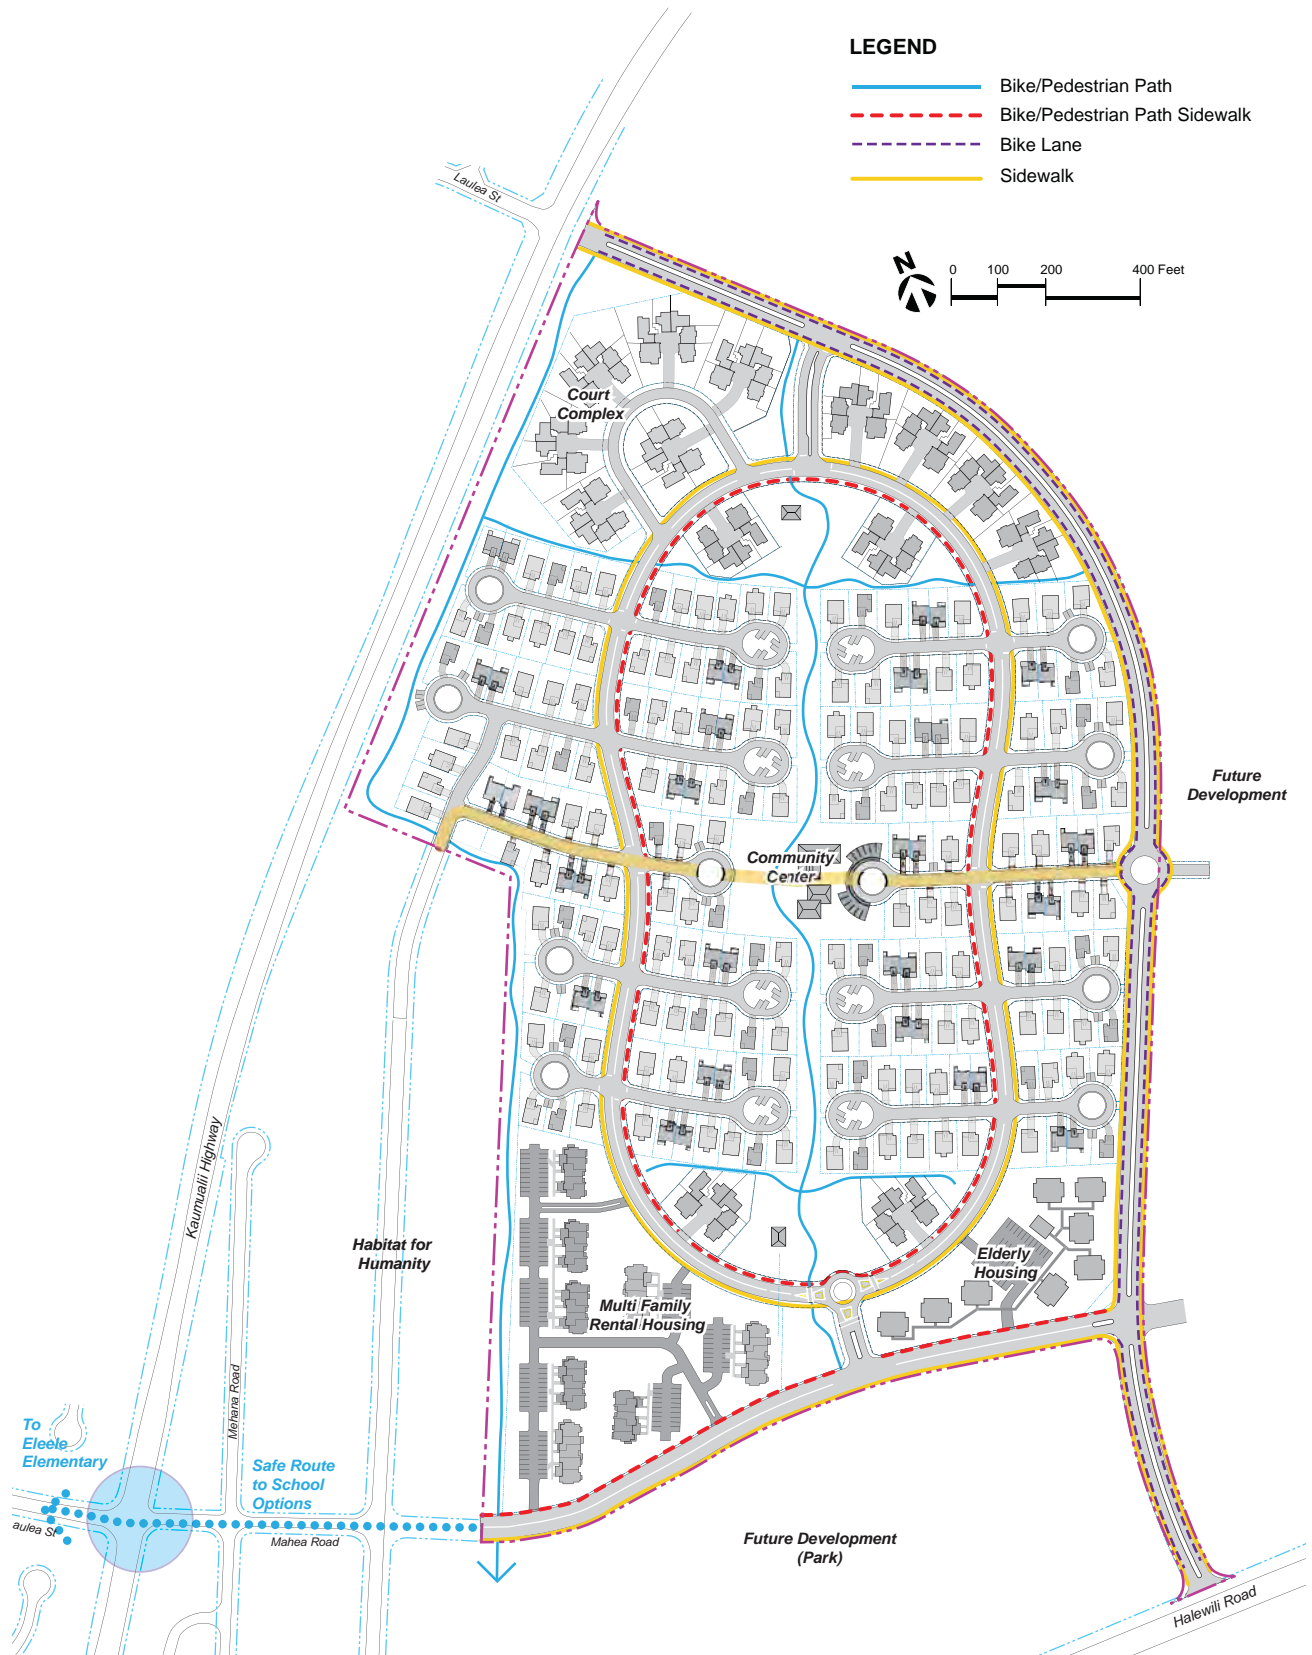 LEGEND
Bike/Pedestrian Path
Bike/Pedestrian Path Sidewalk
Bike Lane
Sidewalk
Laulea St
N
0 100 200 400 Feet
Court
Complex
Future
Development
Community
Center
Kaumualii Highway
Habitat for
Humanity
Elderly
Housing
Multi Family
Rental Housing
Mehana Road
To
Eleele
Elementary
Safe Route
to School
Options
aulea St
Mahea Road
Future Development
(Park)
Halewili Road